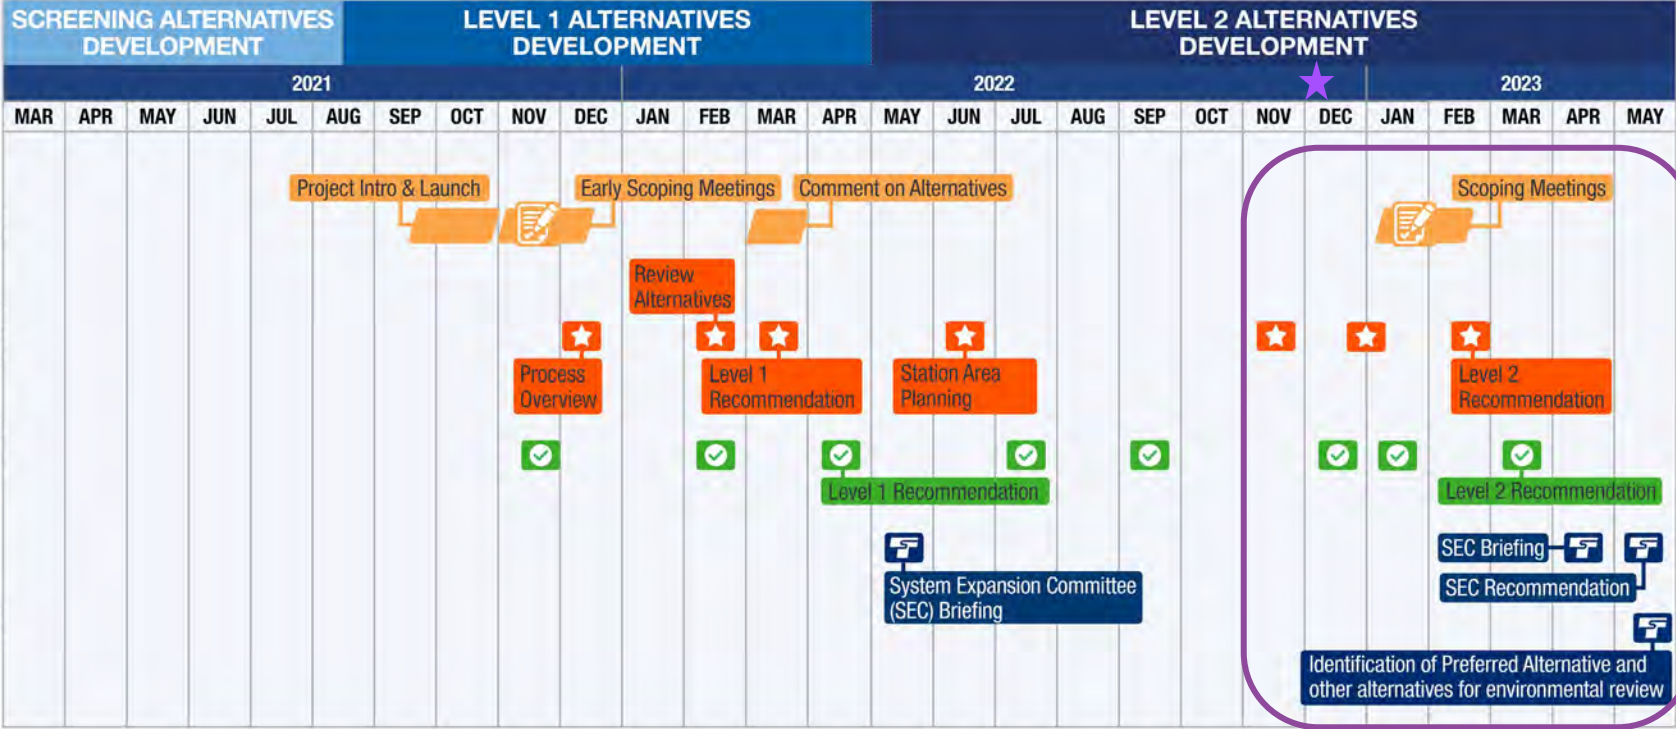 SCREENING ALTERNATIVES
DEVELOPMENT
LEVEL 1 ALTERNATIVES
DEVELOPMENT
LEVEL 2 ALTERNATIVES
DEVELOPMENT
2021
2022
2023
MAR APR MAY JUN JUL AUG SEP OCT NOV DEC JAN FEB MAR APR MAY JUN JUL AUG SEP OCT NOV DEC JAN FEB MAR APR MAY
Project Intro & Launch
Early Scoping Meetings
Comment on Alternatives
Scoping Meetings
Review
Alternatives
Process
Overview
Level 1
Recommendation
Station Area
Planning
Level 2
Recommendation
Level 1 Recommendation
Level 2 Recommendation
System Expansion Committee
(SEC) Briefing
SEC Briefing
SEC Recommendation
Identification of Preferred Alternative and
other alternatives for environmental review